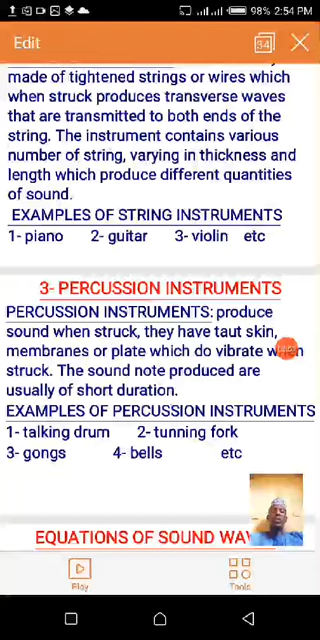 98% 2:54 PM
Edit
34
made of tightened strings or wires which
when struck produces transverse waves
that are transmitted to both ends of the
string. The instrument contains various
number of string, varying in thickness and
length which produce different quantities
of sound.
EXAMPLES OF STRING INSTRUMENTS
1- piano 2- guitar 3- violin etc
3- PERCUSSION INSTRUMENTS
PERCUSSION INSTRUMENTS: produce
sound when struck, they have taut skin,
membranes or plate which do vibrate when
struck. The sound note produced are
usually of short duration.
EXAMPLES OF PERCUSSION INSTRUMENTS
1- talking drum 2- tunning fork
3- gongs 4- bells etc
EQUATIONS OF SOUND WAV
Play Tools